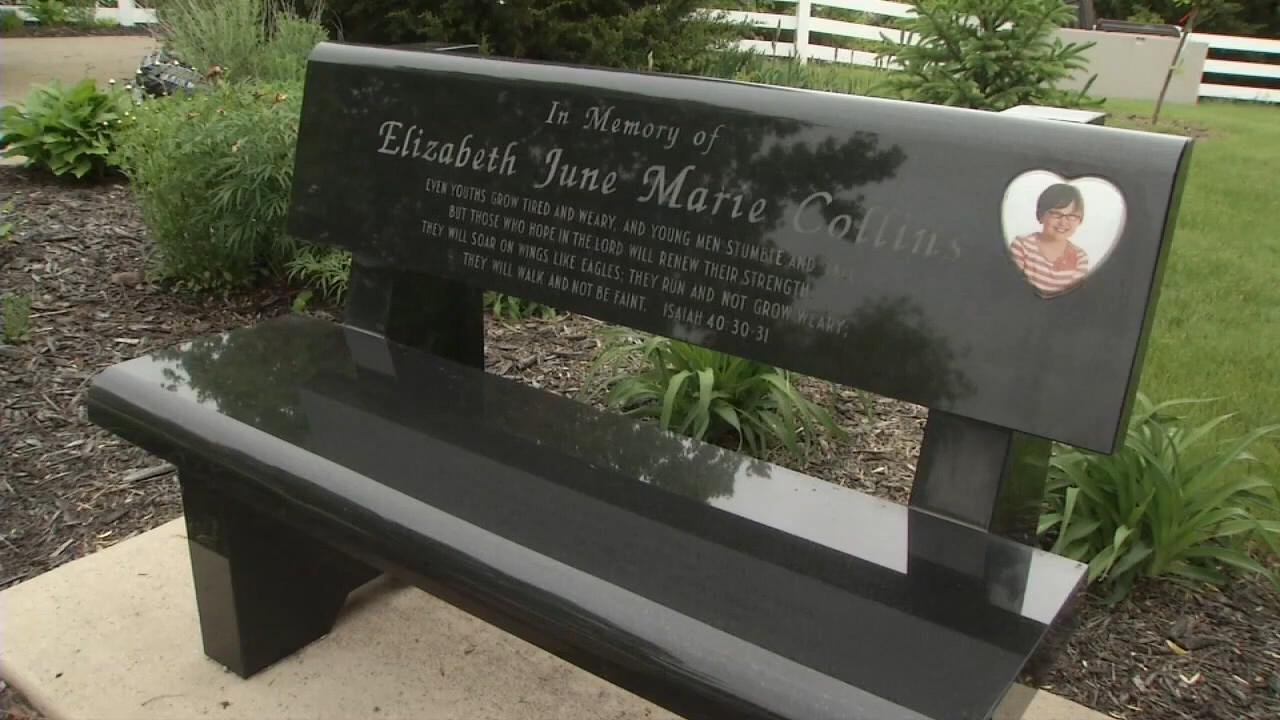 In Memory of
Elizabeth June Marie Collins
EVEN YOUTHS GROW TIRED AND WEARY, AND YOUNG MEN STUMBLE AND FALL
BUT THOSE WHO HOPE IN THE LORD WILL RENEW THEIR STRENGTH.
THEY WILL SOAR ON WINGS LIKE EAGLES; THEY RUN AND NOT GROW WEARY,
THEY WILL WALK AND NOT BE FAINT. ISAIAH 40:30-31